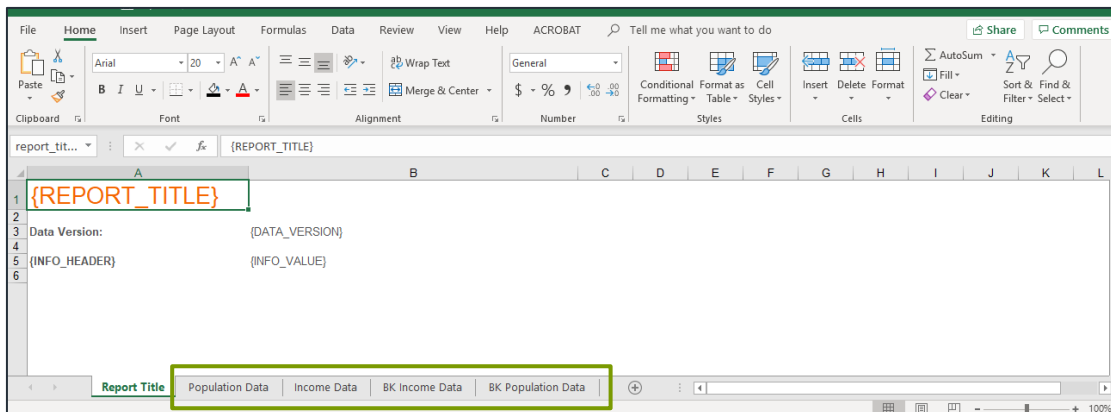 File Home Insert Page Layout Formulas Data Review View Help ACROBAT Tell me what you want to do Share Comments
Arial 20 A^ A˅ ab Wrap Text General AutoSum
Paste B I U A Merge & Center $ % 9 Conditional Formatting Format as Table Cell Styles Insert Delete Format Fill Clear Sort & Filter Find & Select
Clipboard Font Alignment Number Styles Cells Editing
report_tit... fx {REPORT_TITLE}
A B C D E F G H I J K L
1 {REPORT_TITLE}
2
3 Data Version: {DATA_VERSION}
4
5 {INFO_HEADER} {INFO_VALUE}
6
Report Title Population Data Income Data BK Income Data BK Population Data
100%